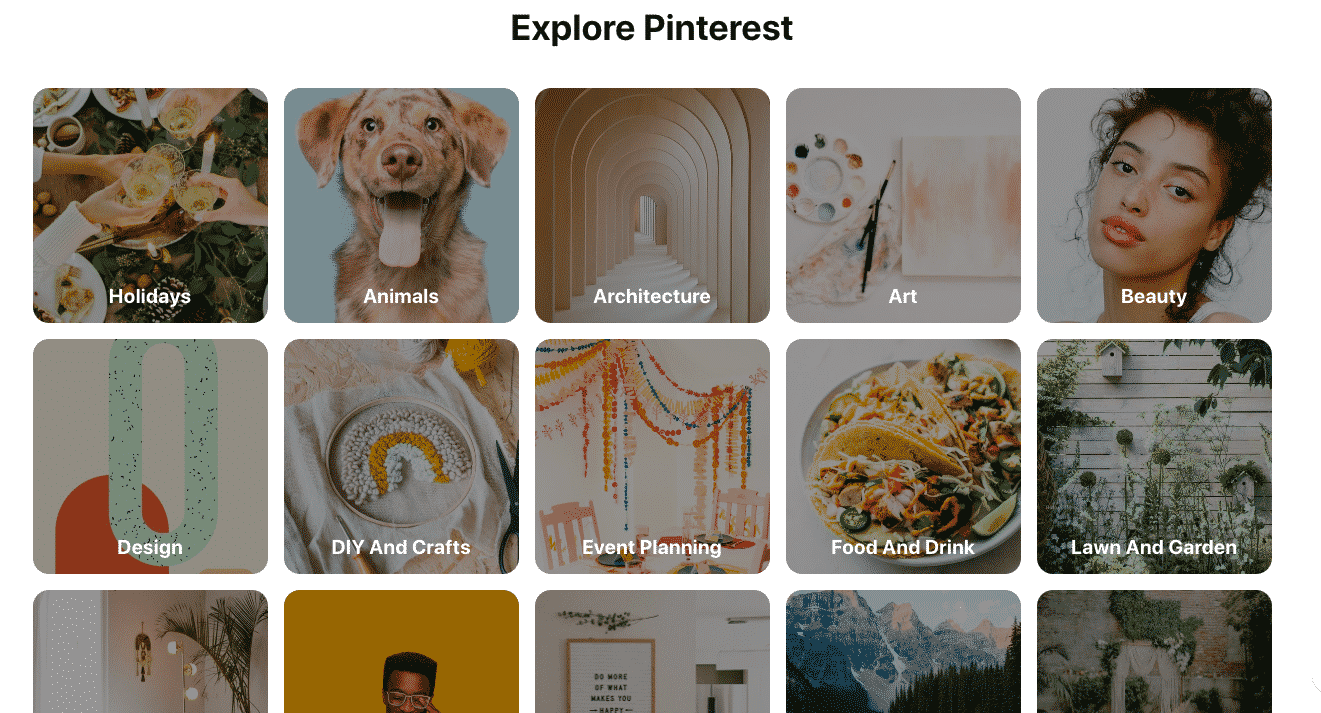 Explore Pinterest
Holidays
Animals
Architecture
Art
Beauty
Design
DIY And Crafts
Event Planning
Food And Drink
Lawn And Garden
DO MORE
OF WHAT
MAKES YOU
—HAPPY—